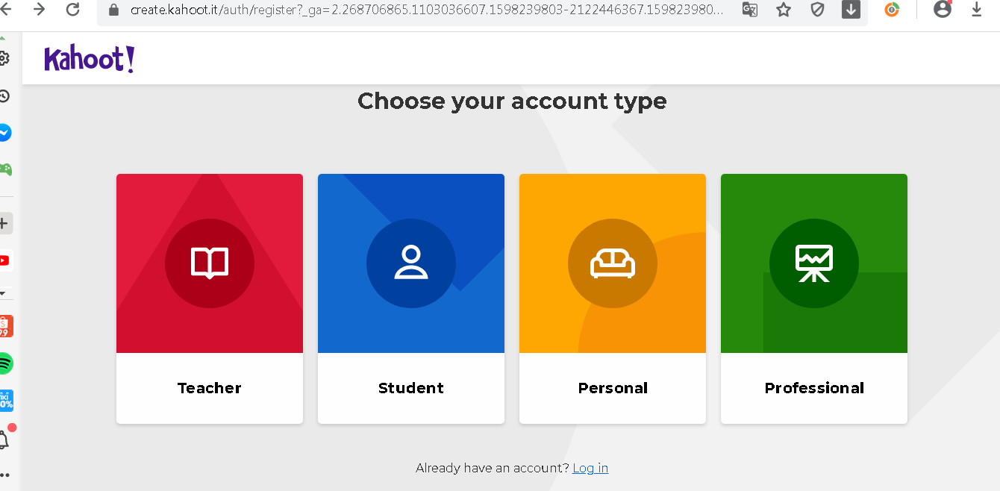 create.kahoot.it/auth/register?_ga=2.268706865.1103036607.1598239803-2122446367.159823980...
Kahoot!
Choose your account type
Teacher
Student
Personal
Professional
Already have an account? Log in